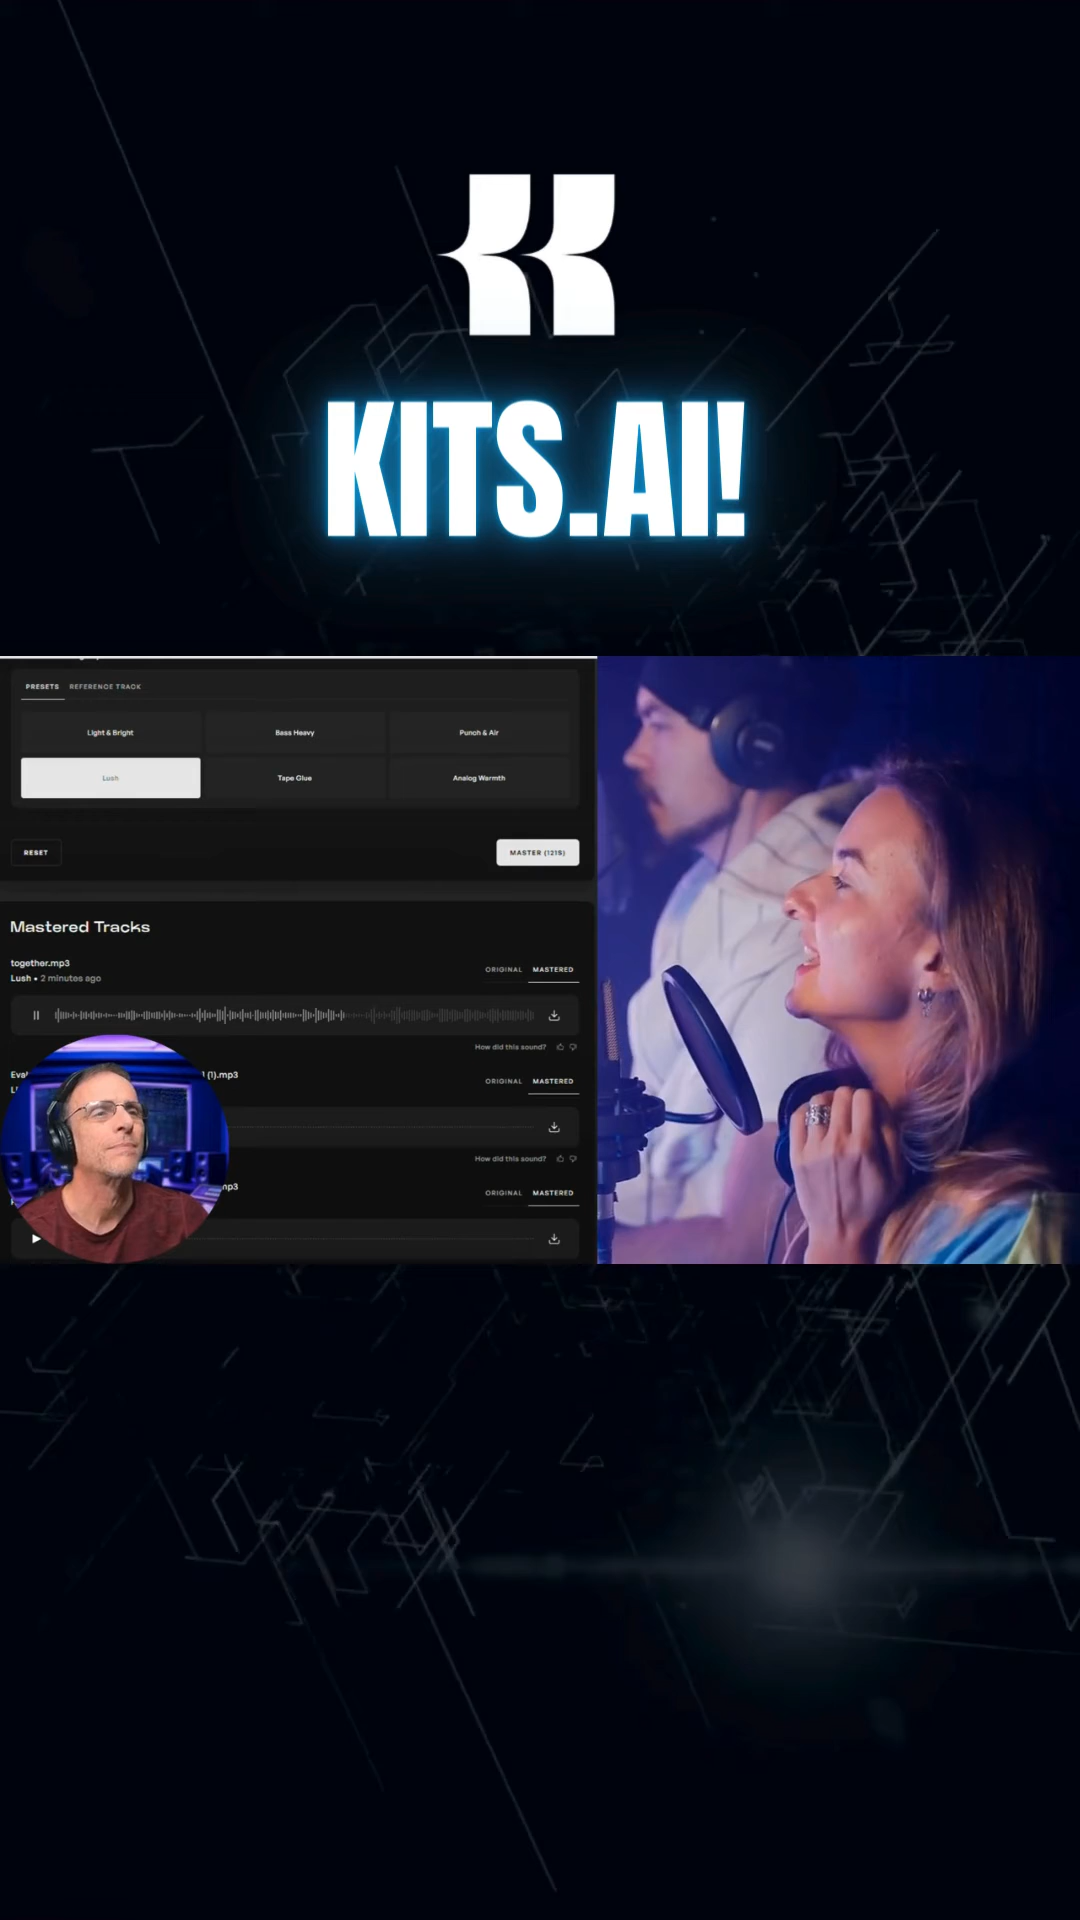 KITS.AI!
PRESETS REFERENCE TRACK
Light & Bright Bass Heavy Punch & Air
Lush Tape Glue Analog Warmth
RESET MASTER (1215)
Mastered Tracks
together.mp3
Lush • 2 minutes ago
ORIGINAL MASTERED
How did this sound?
(1).mp3
ORIGINAL MASTERED
How did this sound?
ORIGINAL MASTERED